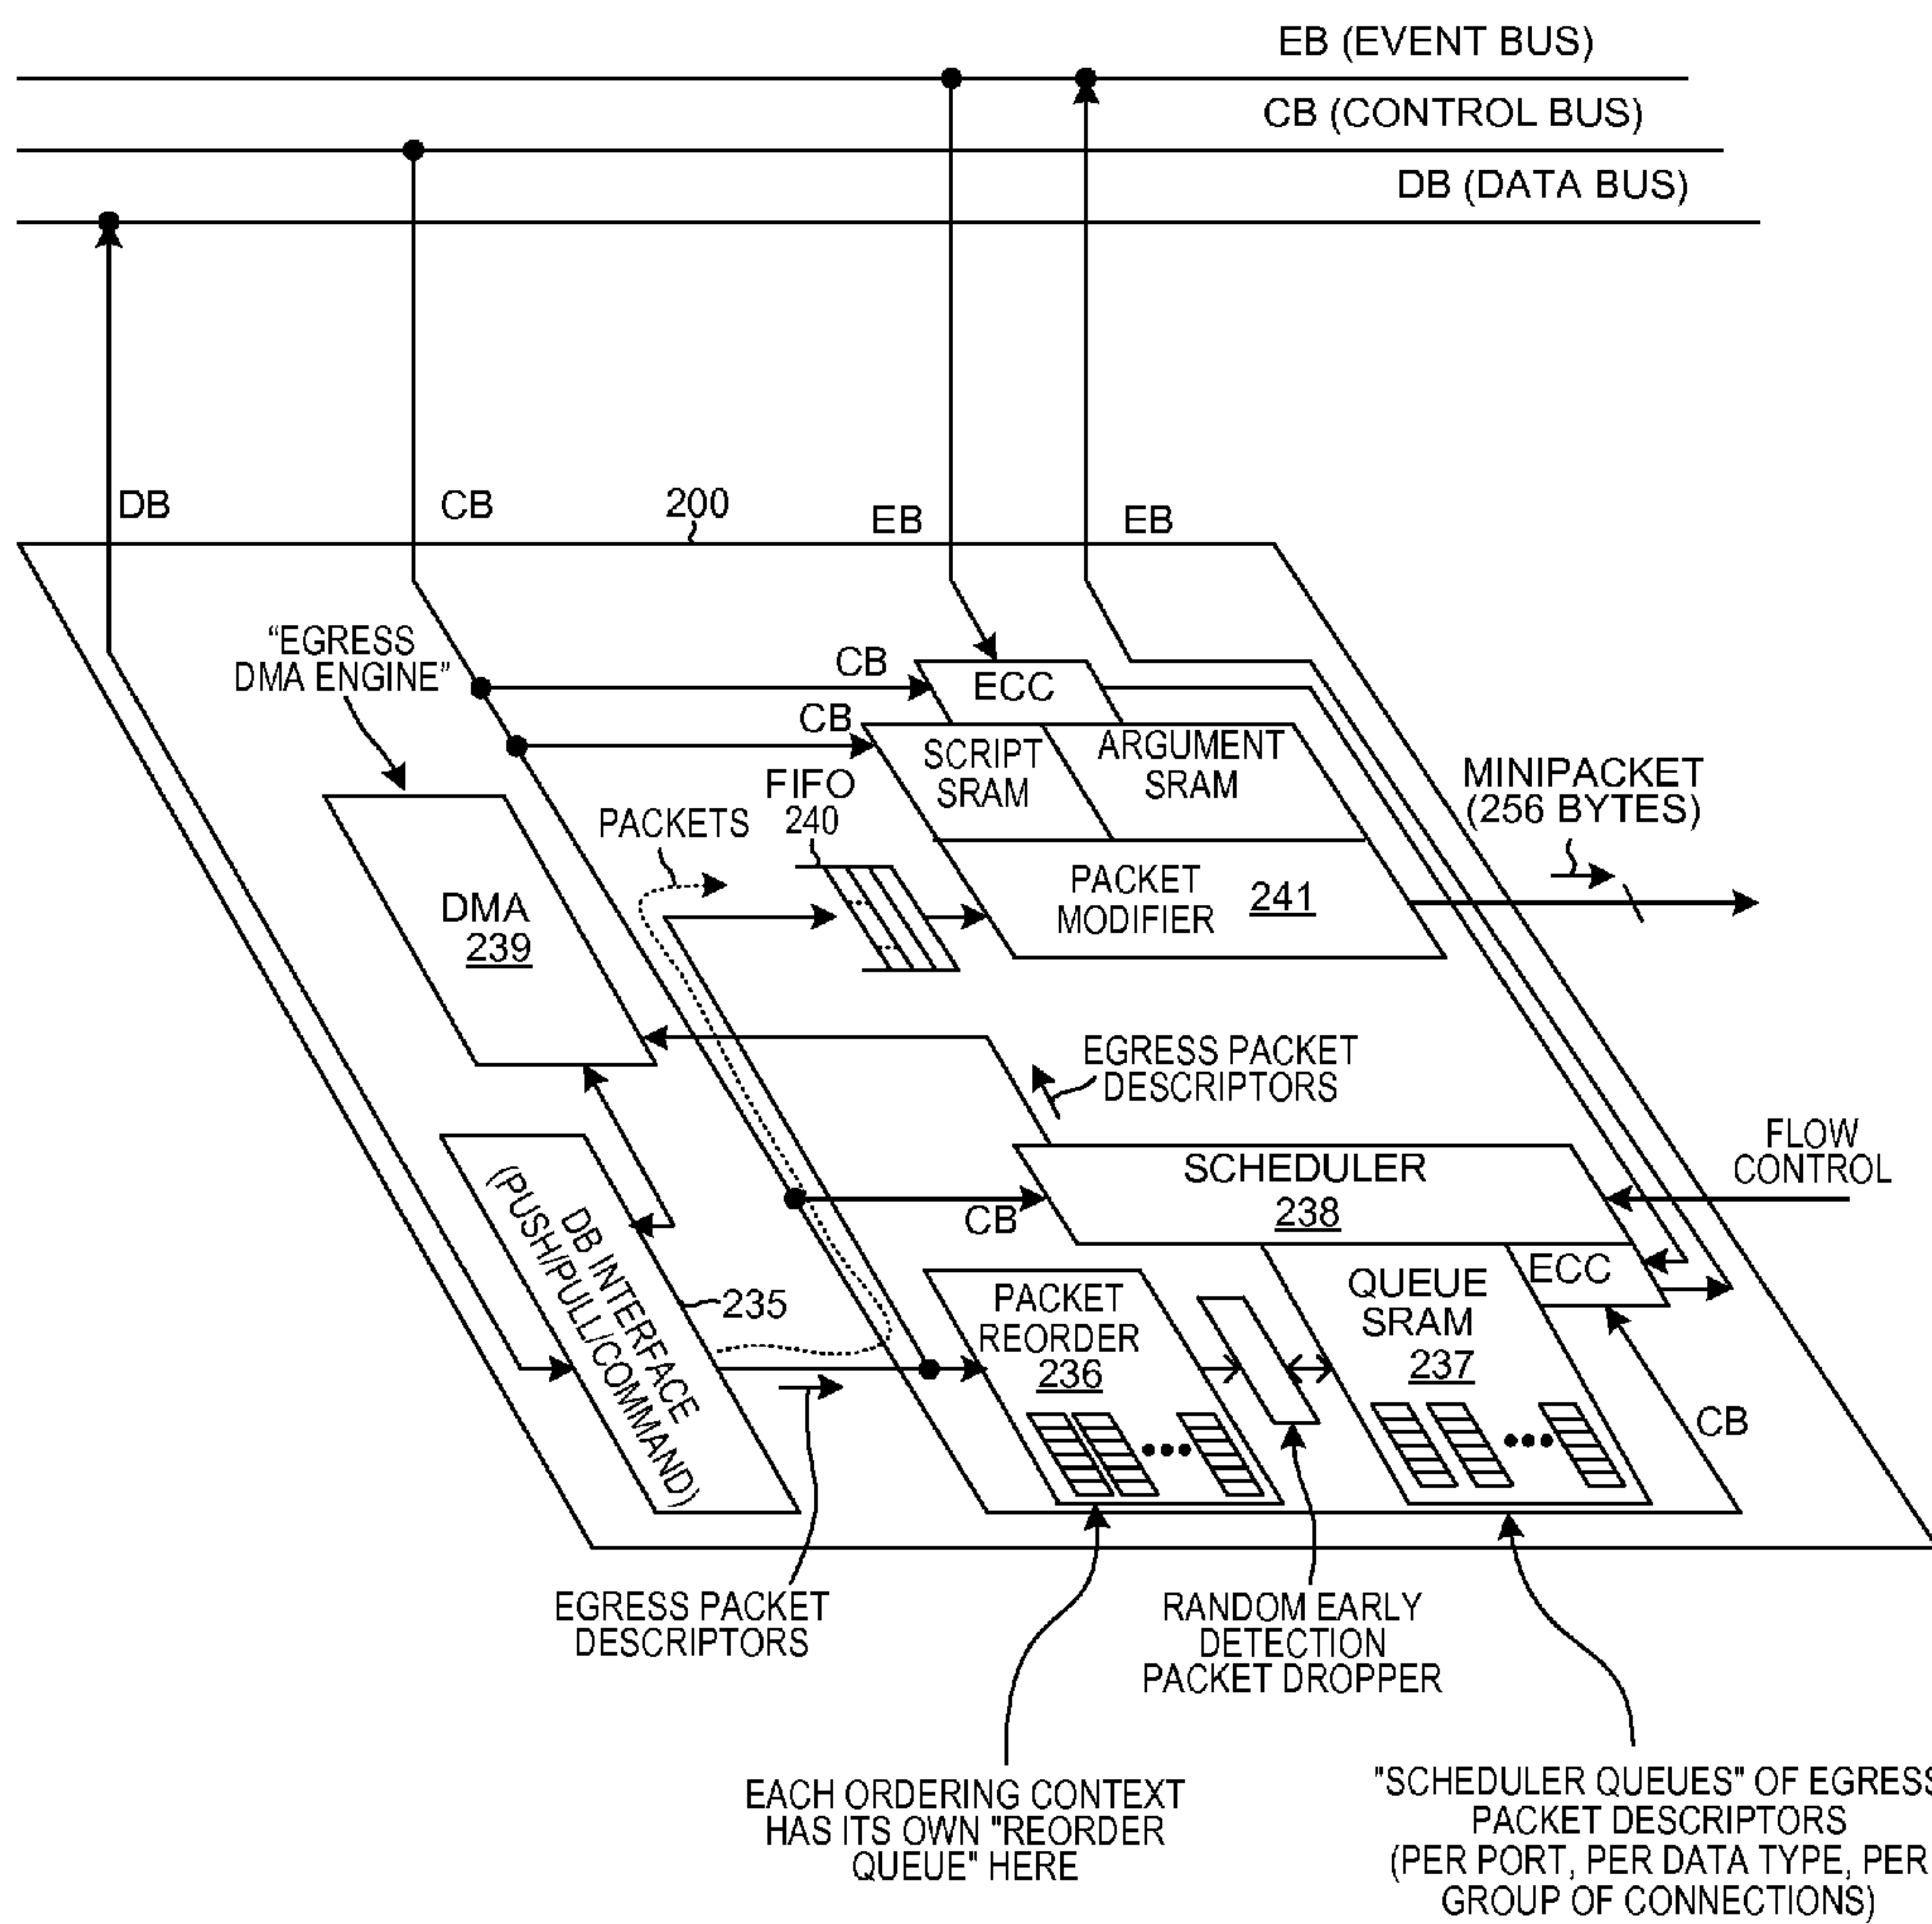 EB (EVENT BUS)
CB (CONTROL BUS)
DB (DATA BUS)
DB
CB
200
EB
EB
“EGRESS
DMA ENGINE”
CB
ECC
CB
SCRIPT
SRAM
ARGUMENT
SRAM
MINIPACKET
(256 BYTES)
FIFO
240
PACKETS
PACKET
MODIFIER
241
DMA
239
EGRESS PACKET
DESCRIPTORS
FLOW
CONTROL
SCHEDULER
238
CB
DB INTERFACE
(PUSH/PULL/COMMAND)
235
PACKET
REORDER
236
QUEUE
SRAM
237
ECC
CB
EGRESS PACKET
DESCRIPTORS
RANDOM EARLY
DETECTION
PACKET DROPPER
EACH ORDERING CONTEXT
HAS ITS OWN "REORDER
QUEUE" HERE
"SCHEDULER QUEUES" OF EGRESS
PACKET DESCRIPTORS
(PER PORT, PER DATA TYPE, PER
GROUP OF CONNECTIONS)